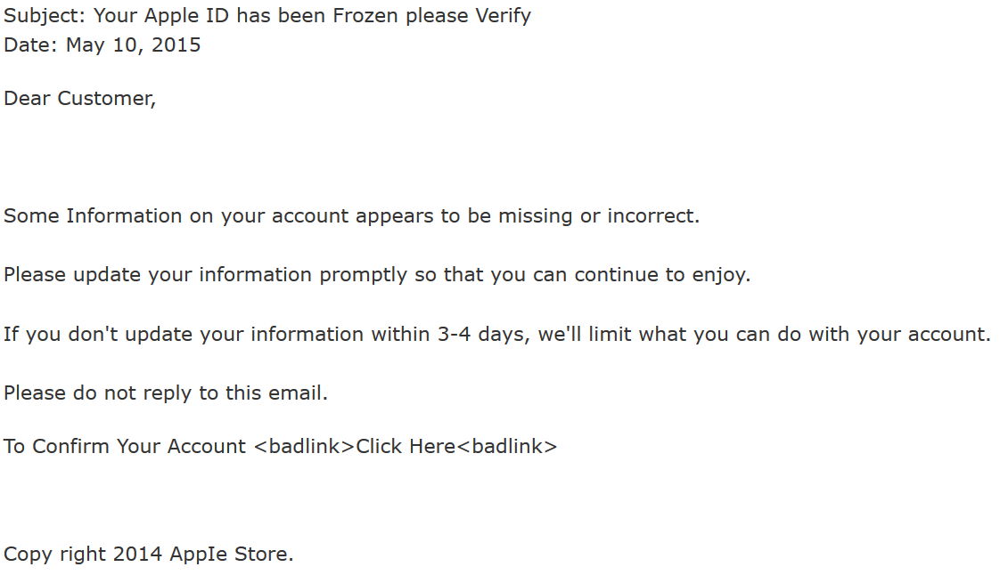 Subject: Your Apple ID has been Frozen please Verify
Date: May 10, 2015
Dear Customer,
Some Information on your account appears to be missing or incorrect.
Please update your information promptly so that you can continue to enjoy.
If you don't update your information within 3-4 days, we'll limit what you can do with your account.
Please do not reply to this email.
To Confirm Your Account <badlink>Click Here<badlink>
Copy right 2014 AppIe Store.